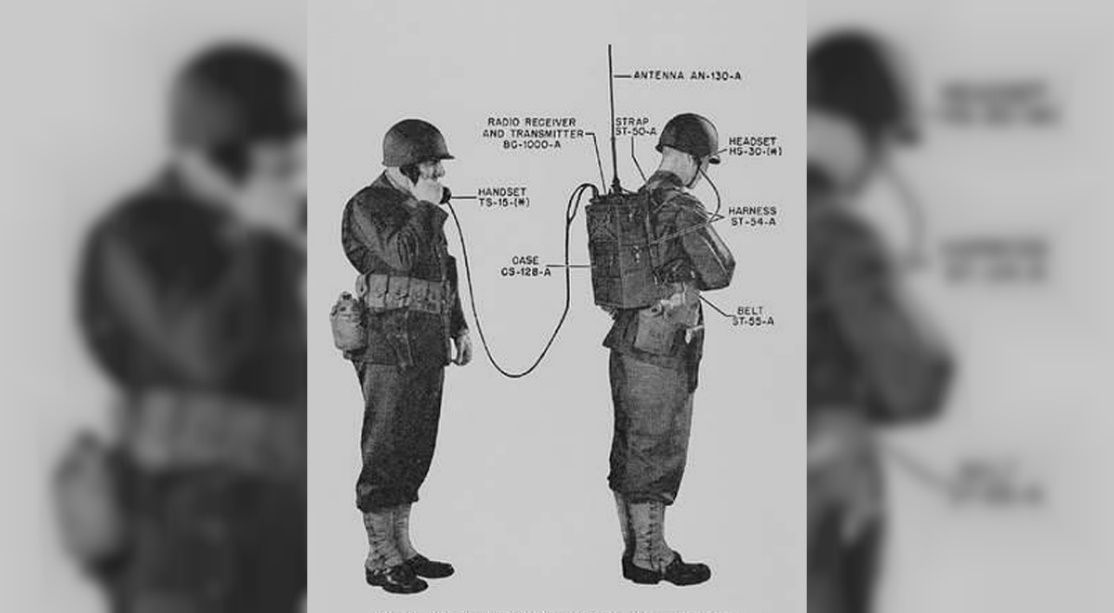 ANTENNA AN-130-A
RADIO RECEIVER
AND TRANSMITTER
BC-1000-A
STRAP
ST-50-A
HEADSET
HS-30-(*)
HANDSET
TS-15-(*)
HARNESS
ST-54-A
CASE
CS-128-A
BELT
ST-55-A